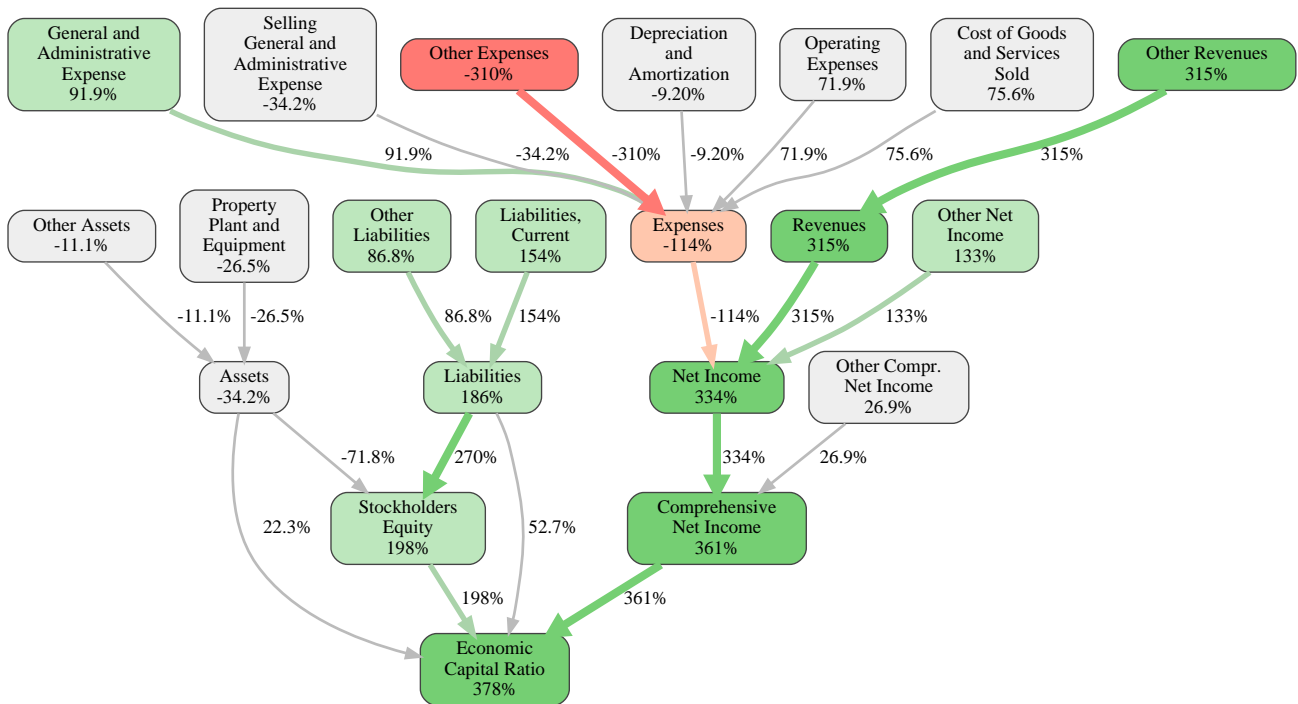 General and
Administrative
Expense
91.9%
Selling
General and
Administrative
Expense
-34.2%
Other Expenses
-310%
Depreciation
and
Amortization
-9.20%
Operating
Expenses
71.9%
Cost of Goods
and Services
Sold
75.6%
Other Revenues
315%
91.9%
-34.2%
-310%
-9.20%
71.9%
75.6%
315%
Other Assets
-11.1%
Property
Plant and
Equipment
-26.5%
Other
Liabilities
86.8%
Liabilities,
Current
154%
Expenses
-114%
Revenues
315%
Other Net
Income
133%
-11.1%
-26.5%
86.8%
154%
-114%
315%
133%
Assets
-34.2%
Liabilities
186%
Net Income
334%
Other Compr.
Net Income
26.9%
-71.8%
270%
334%
26.9%
Stockholders
Equity
198%
Comprehensive
Net Income
361%
22.3%
52.7%
198%
361%
Economic
Capital Ratio
378%